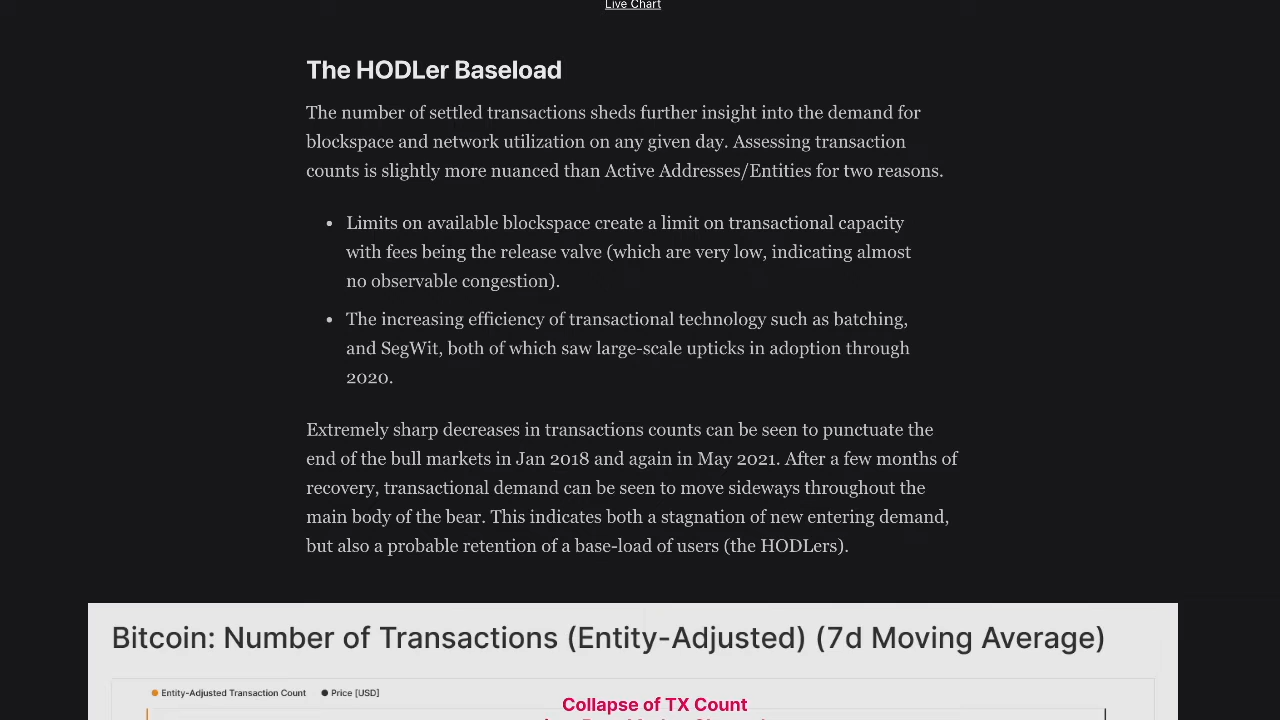 Live Chart
The HODLer Baseload
The number of settled transactions sheds further insight into the demand for
blockspace and network utilization on any given day. Assessing transaction
counts is slightly more nuanced than Active Addresses/Entities for two reasons.
• Limits on available blockspace create a limit on transactional capacity
with fees being the release valve (which are very low, indicating almost
no observable congestion).
• The increasing efficiency of transactional technology such as batching,
and SegWit, both of which saw large-scale upticks in adoption through
2020.
Extremely sharp decreases in transactions counts can be seen to punctuate the
end of the bull markets in Jan 2018 and again in May 2021. After a few months of
recovery, transactional demand can be seen to move sideways throughout the
main body of the bear. This indicates both a stagnation of new entering demand,
but also a probable retention of a base-load of users (the HODLers).
Bitcoin: Number of Transactions (Entity-Adjusted) (7d Moving Average)
Entity-Adjusted Transaction Count Price [USD]
Collapse of TX Count